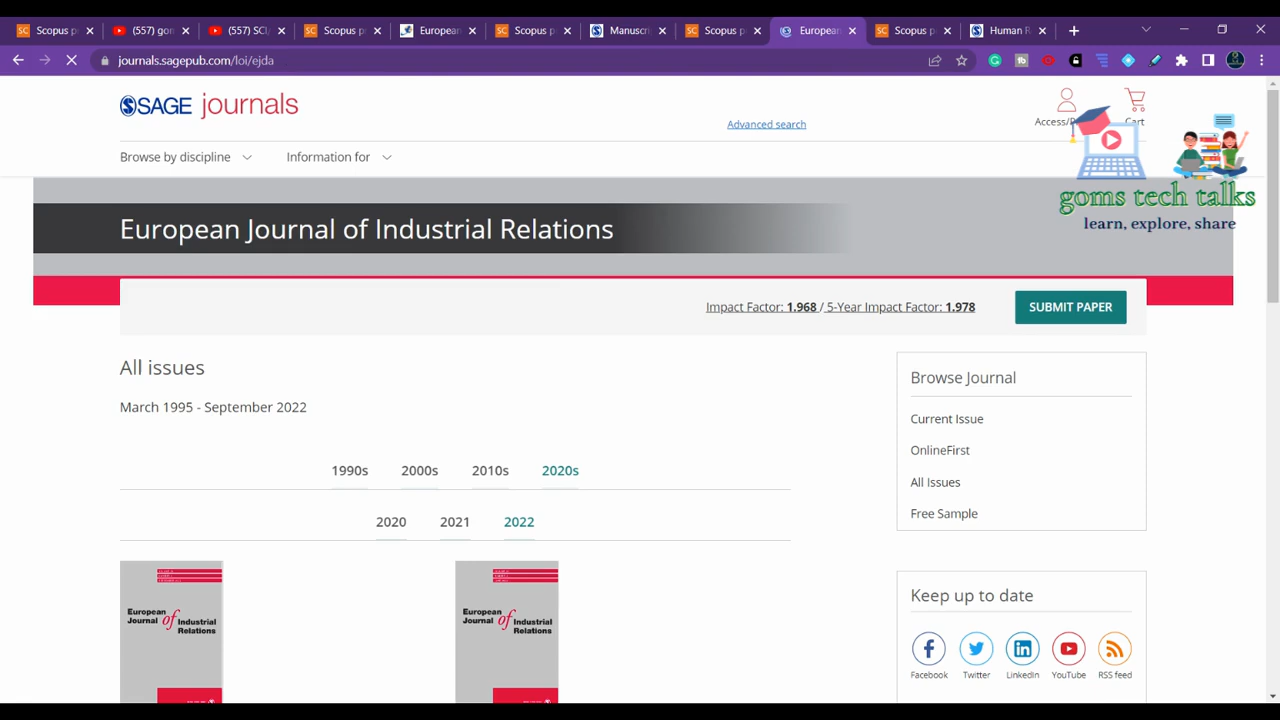 Scopus p
(557) gon
(557) SCI/
Scopus p
European
Scopus p
Manuscri
Scopus p
European
Scopus p
Human R
journals.sagepub.com/loi/ejda
SAGE journals
Advanced search
Access/P
Cart
Browse by discipline
Information for
goms tech talks
learn, explore, share
European Journal of Industrial Relations
Impact Factor: 1.968 / 5-Year Impact Factor: 1.978
SUBMIT PAPER
All issues
March 1995 - September 2022
1990s 2000s 2010s 2020s
2020 2021 2022
European Journal of Industrial Relations
European Journal of Industrial Relations
Browse Journal
Current Issue
OnlineFirst
All Issues
Free Sample
Keep up to date
Facebook Twitter LinkedIn YouTube RSS feed